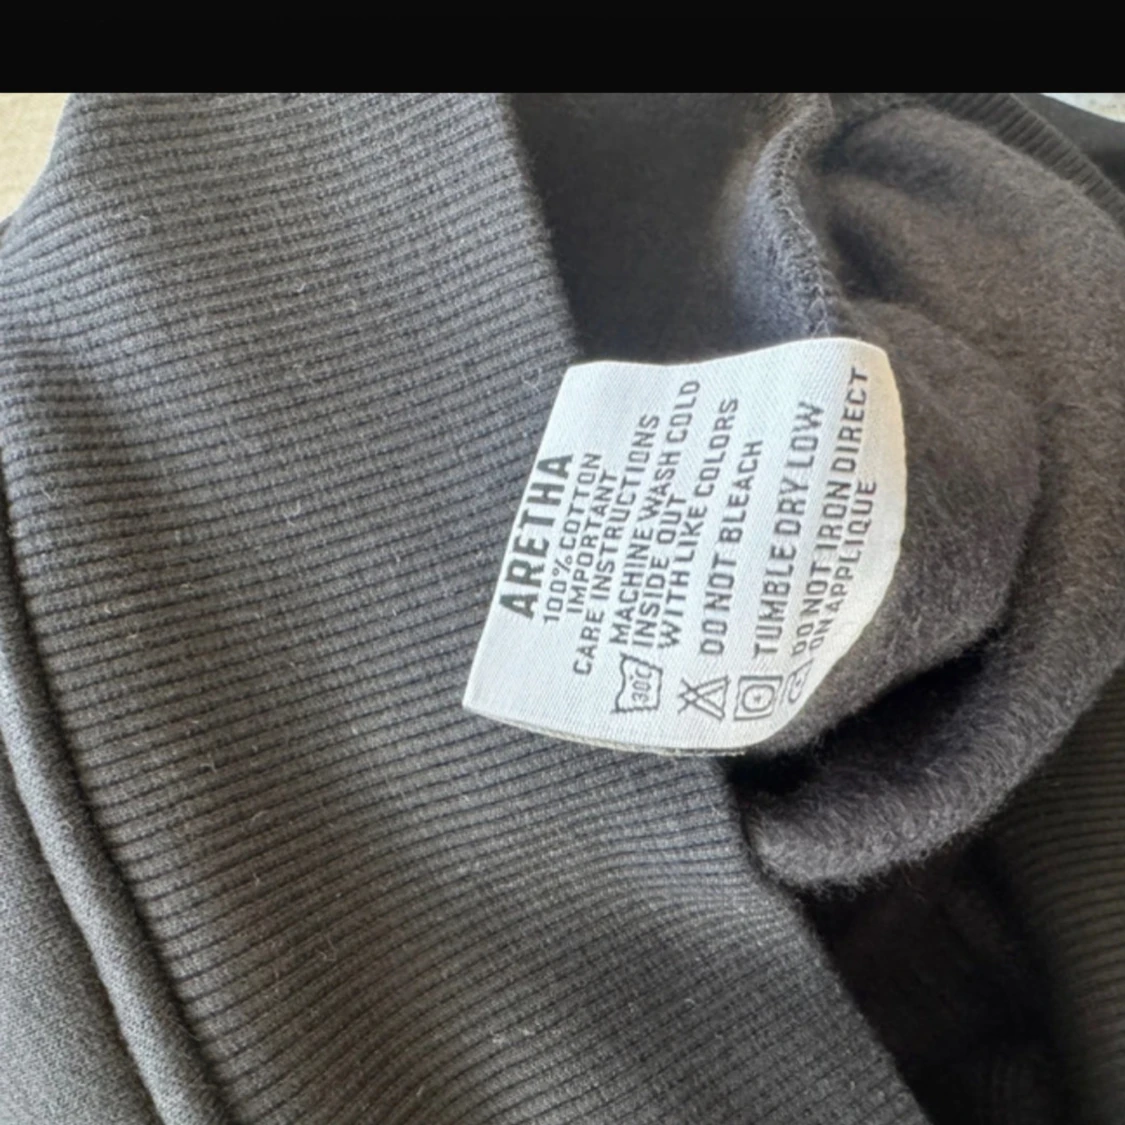 ARETHA
100% COTTON
IMPORTANT
CARE INSTRUCTIONS
MACHINE WASH COLD
INSIDE OUT
WITH LIKE COLORS
30C
DO NOT BLEACH
TUMBLE DRY LOW
DO NOT IRON DIRECT
ON APPLIQUE